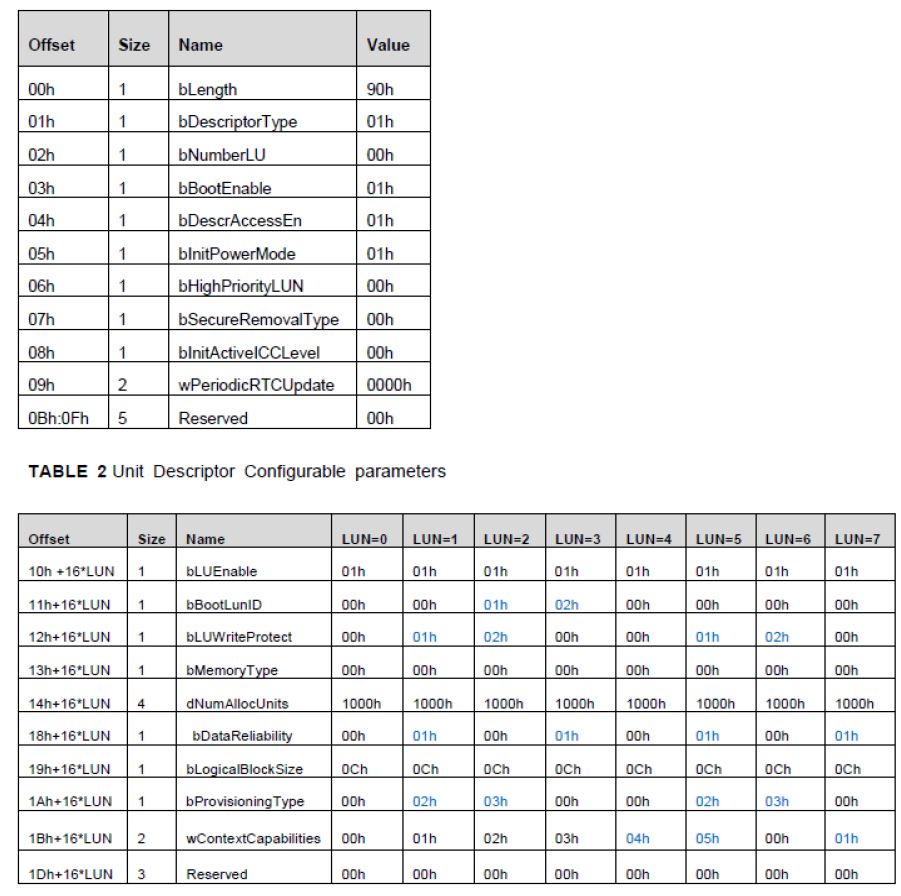 Offset Size Name Value
00h 1 bLength 90h
01h 1 bDescriptorType 01h
02h 1 bNumberLU 00h
03h 1 bBootEnable 01h
04h 1 bDescrAccessEn 01h
05h 1 bInitPowerMode 01h
06h 1 bHighPriorityLUN 00h
07h 1 bSecureRemovalType 00h
08h 1 bInitActiveICCLevel 00h
09h 2 wPeriodicRTCUpdate 0000h
0Bh:0Fh 5 Reserved 00h
TABLE 2 Unit Descriptor Configurable parameters
Offset Size Name LUN=0 LUN=1 LUN=2 LUN=3 LUN=4 LUN=5 LUN=6 LUN=7
10h +16*LUN 1 bLUEnable 01h 01h 01h 01h 01h 01h 01h 01h
11h+16*LUN 1 bBootLunID 00h 00h 01h 02h 00h 00h 00h 00h
12h+16*LUN 1 bLUWriteProtect 00h 01h 02h 00h 00h 01h 02h 00h
13h+16*LUN 1 bMemoryType 00h 00h 00h 00h 00h 00h 00h 00h
14h+16*LUN 4 dNumAllocUnits 1000h 1000h 1000h 1000h 1000h 1000h 1000h 1000h
18h+16*LUN 1 bDataReliability 00h 01h 00h 01h 00h 01h 00h 01h
19h+16*LUN 1 bLogicalBlockSize 0Ch 0Ch 0Ch 0Ch 0Ch 0Ch 0Ch 0Ch
1Ah+16*LUN 1 bProvisioningType 00h 02h 03h 00h 00h 02h 03h 00h
1Bh+16*LUN 2 wContextCapabilities 00h 01h 02h 03h 04h 05h 00h 01h
1Dh+16*LUN 3 Reserved 00h 00h 00h 00h 00h 00h 00h 00h